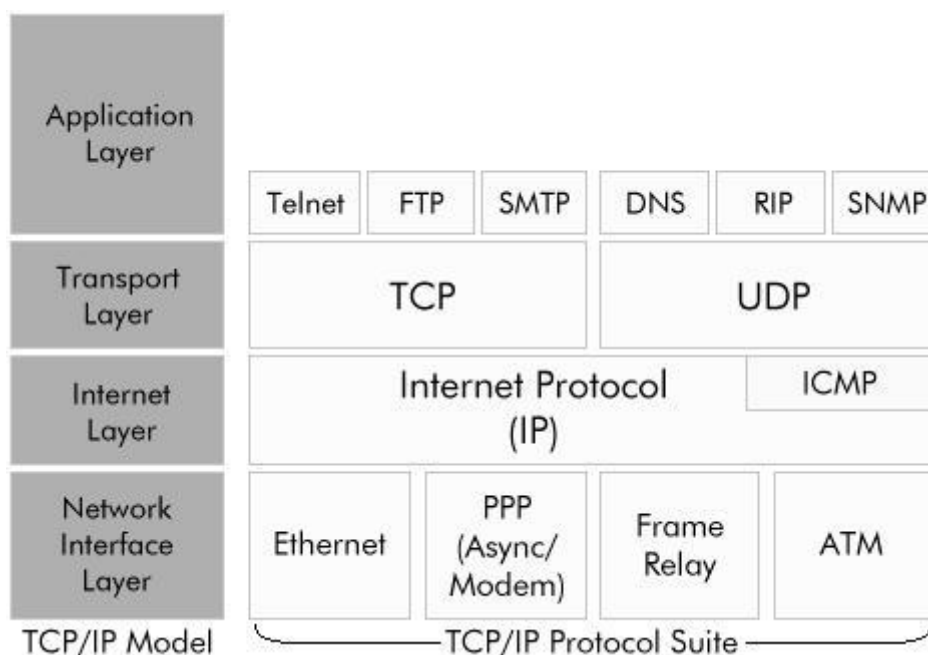 Application
Layer
Telnet
FTP
SMTP
DNS
RIP
SNMP
Transport
Layer
TCP
UDP
Internet
Layer
Internet Protocol
(IP)
ICMP
Network
Interface
Layer
Ethernet
PPP
(Async/
Modem)
Frame
Relay
ATM
TCP/IP Model
TCP/IP Protocol Suite